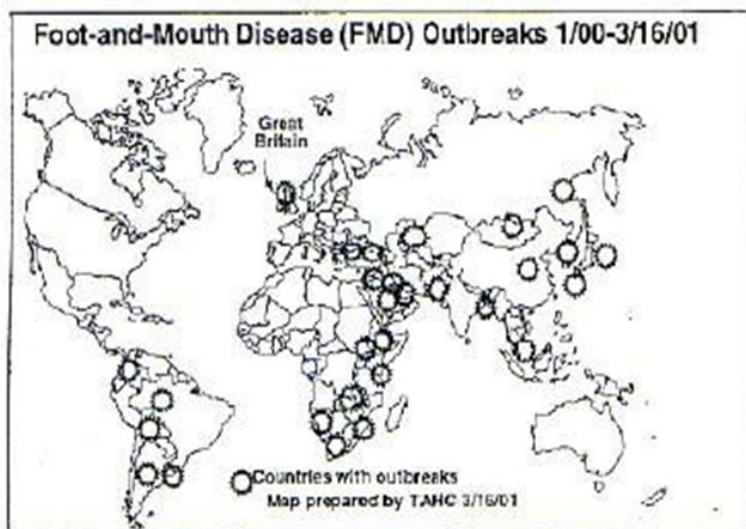 Foot-and-Mouth Disease (FMD) Outbreaks 1/00-3/16/01
Great
Britain
Countries with outbreaks
Map prepared by TAHC 3/16/01